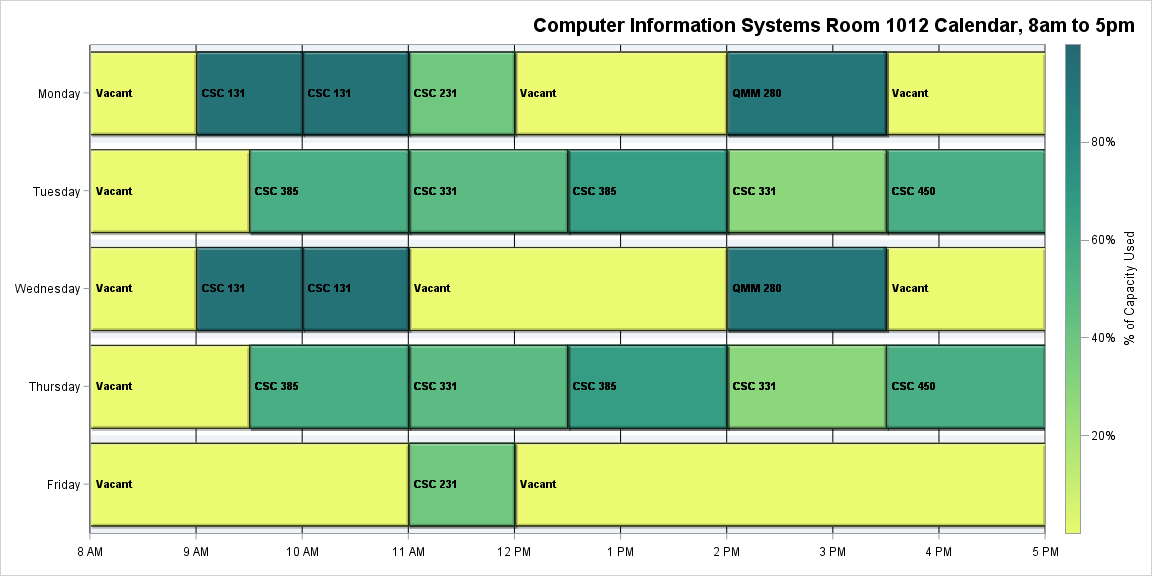 Computer Information Systems Room 1012 Calendar, 8am to 5pm
Monday
Vacant
CSC 131
CSC 131
CSC 231
Vacant
QMM 280
Vacant
Tuesday
Vacant
CSC 385
CSC 331
CSC 385
CSC 331
CSC 450
Wednesday
Vacant
CSC 131
CSC 131
Vacant
QMM 280
Vacant
Thursday
Vacant
CSC 385
CSC 331
CSC 385
CSC 331
CSC 450
Friday
Vacant
CSC 231
Vacant
8 AM
9 AM
10 AM
11 AM
12 PM
1 PM
2 PM
3 PM
4 PM
5 PM
80%
60%
40%
20%
% of Capacity Used